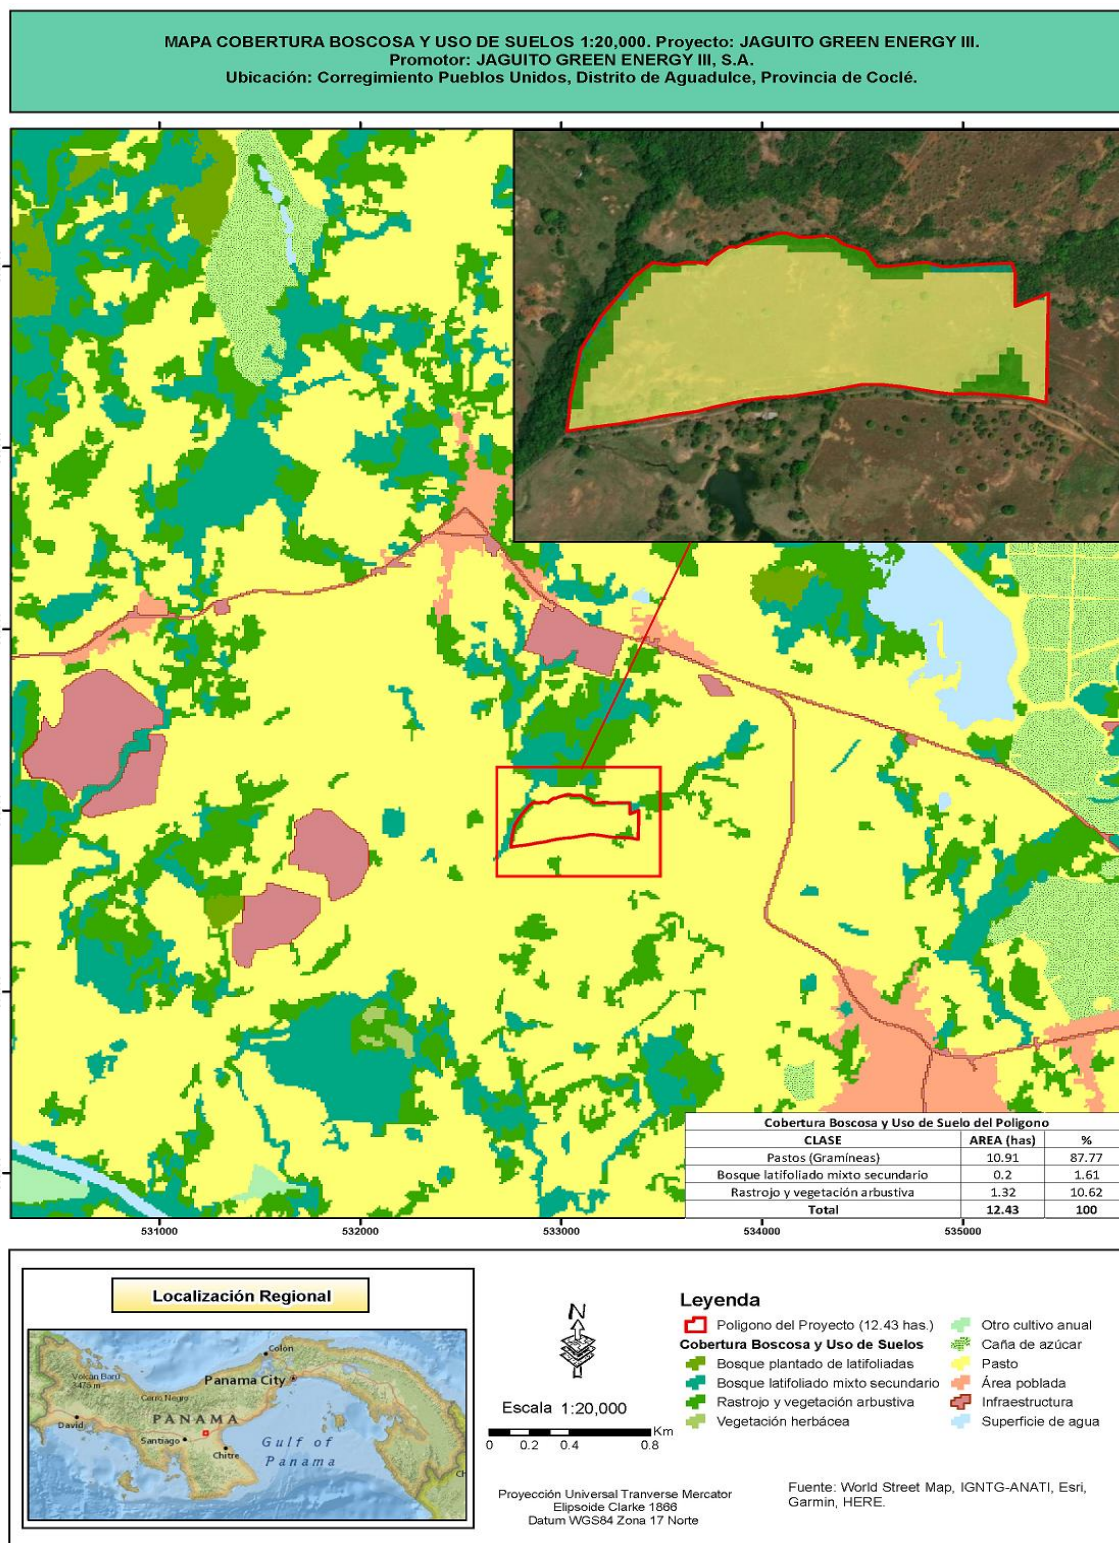 MAPA COBERTURA BOSCOSA Y USO DE SUELOS 1:20,000. Proyecto: JAGUITO GREEN ENERGY III.
Promotor: JAGUITO GREEN ENERGY III, S.A.
Ubicación: Corregimiento Pueblos Unidos, Distrito de Aguadulce, Provincia de Coclé.
Cobertura Boscosa y Uso de Suelo del Poligono
CLASE AREA (has) %
Pastos (Gramíneas) 10.91 87.77
Bosque latifoliado mixto secundario 0.2 1.61
Rastrojo y vegetación arbustiva 1.32 10.62
Total 12.43 100
531000 532000 533000 534000 535000
Localización Regional
Colón
Volcan Barú
3475 m
Panama City
Cerro Negro
PANAMA
David
Santiago
Chitre
Gulf of
Panama
N
Escala 1:20,000
Km
0 0.2 0.4 0.8
Proyección Universal Tranverse Mercator
Elipsoide Clarke 1866
Datum WGS84 Zona 17 Norte
Leyenda
Poligono del Proyecto (12.43 has.)
Cobertura Boscosa y Uso de Suelos
Bosque plantado de latifoliadas
Bosque latifoliado mixto secundario
Rastrojo y vegetación arbustiva
Vegetación herbácea
Otro cultivo anual
Caña de azúcar
Pasto
Área poblada
Infraestructura
Superficie de agua
Fuente: World Street Map, IGNTG-ANATI, Esri,
Garmin, HERE.